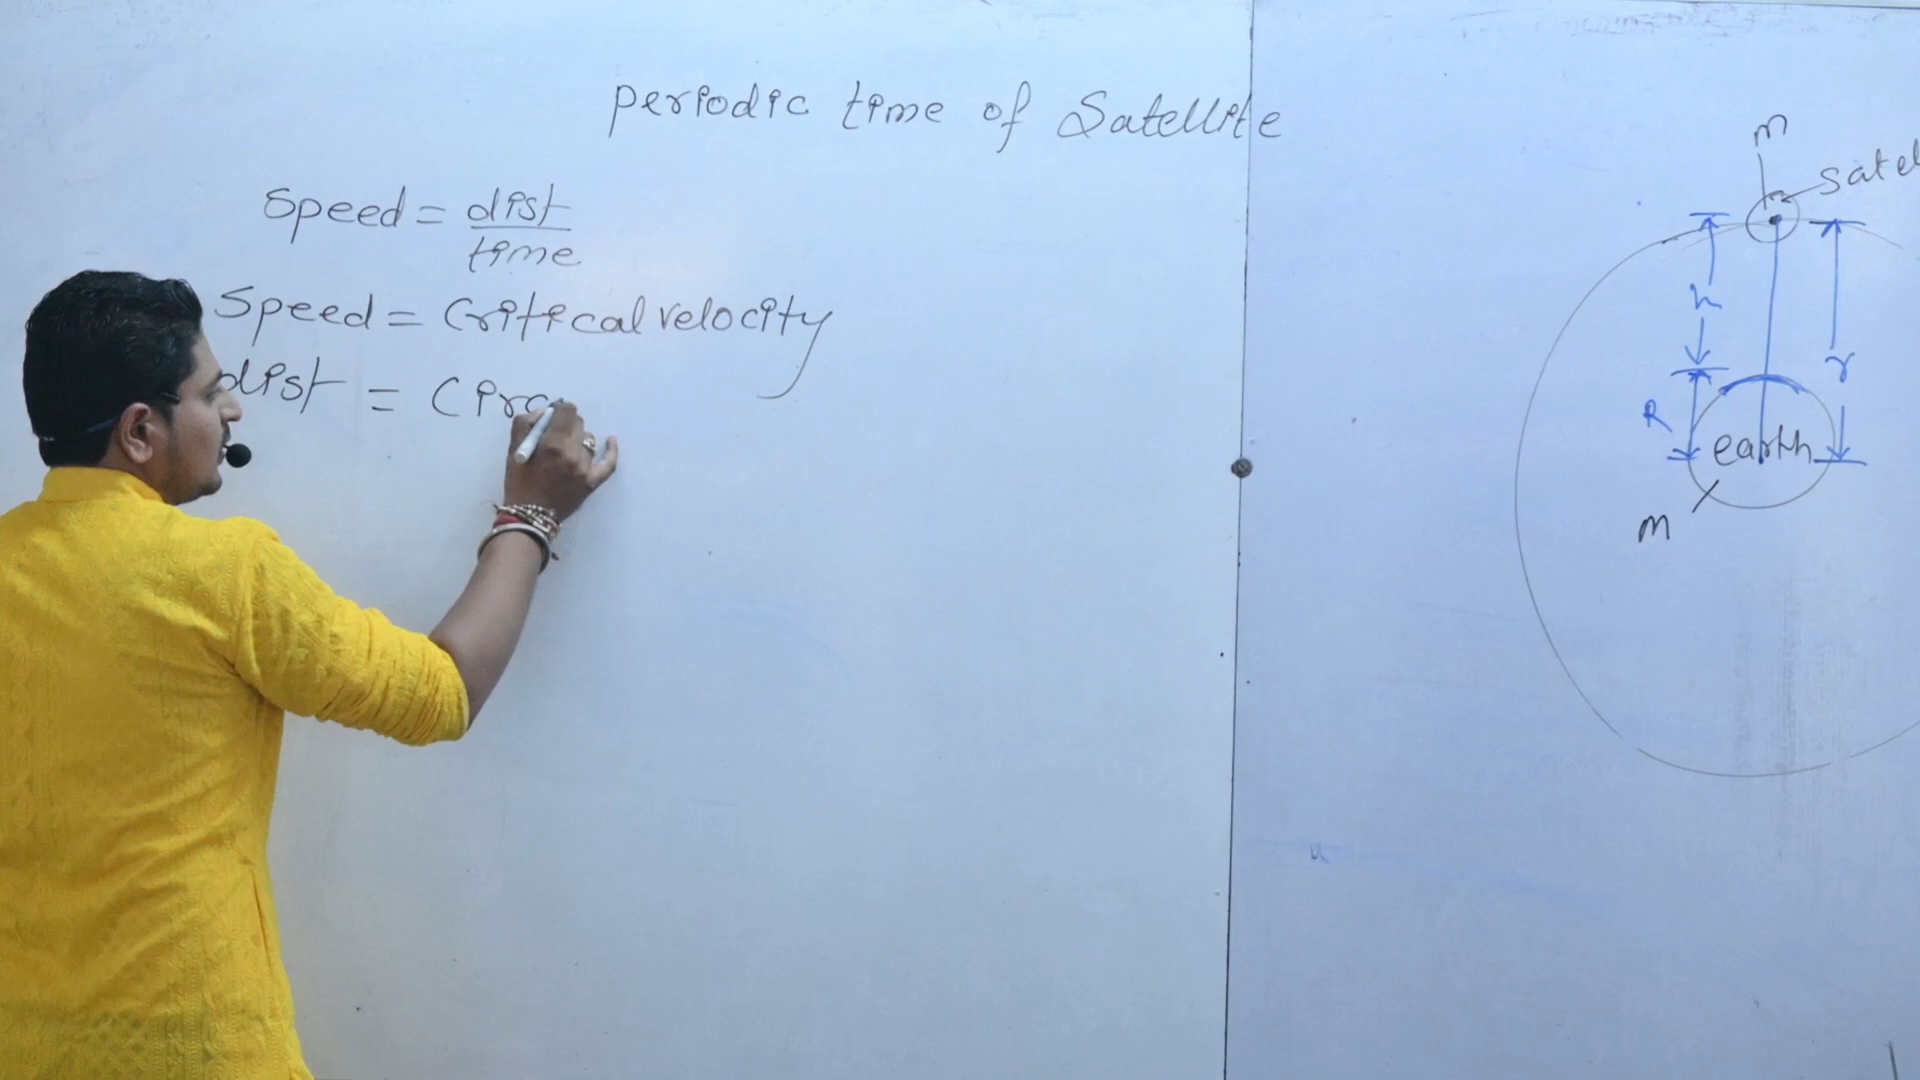 periodic time of Satellite
Speed = dist
time
Speed = Critical velocity
dist = Circ
m
satel
h
r
R
earth
m